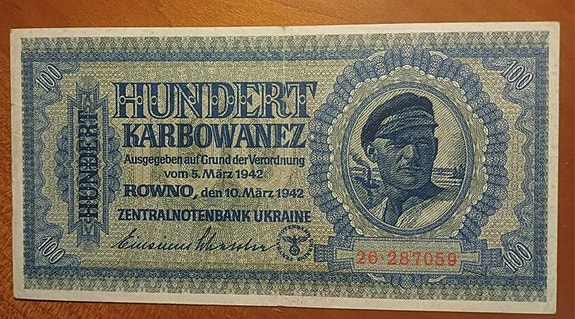 100
100
HUNDERT
HUNDERT
KARBOWANEZ
Ausgegeben auf Grund der Verordnung
vom 5. März 1942
ROWNO, den 10. März 1942
ZENTRALNOTENBANK UKRAINE
26·287059
100
100